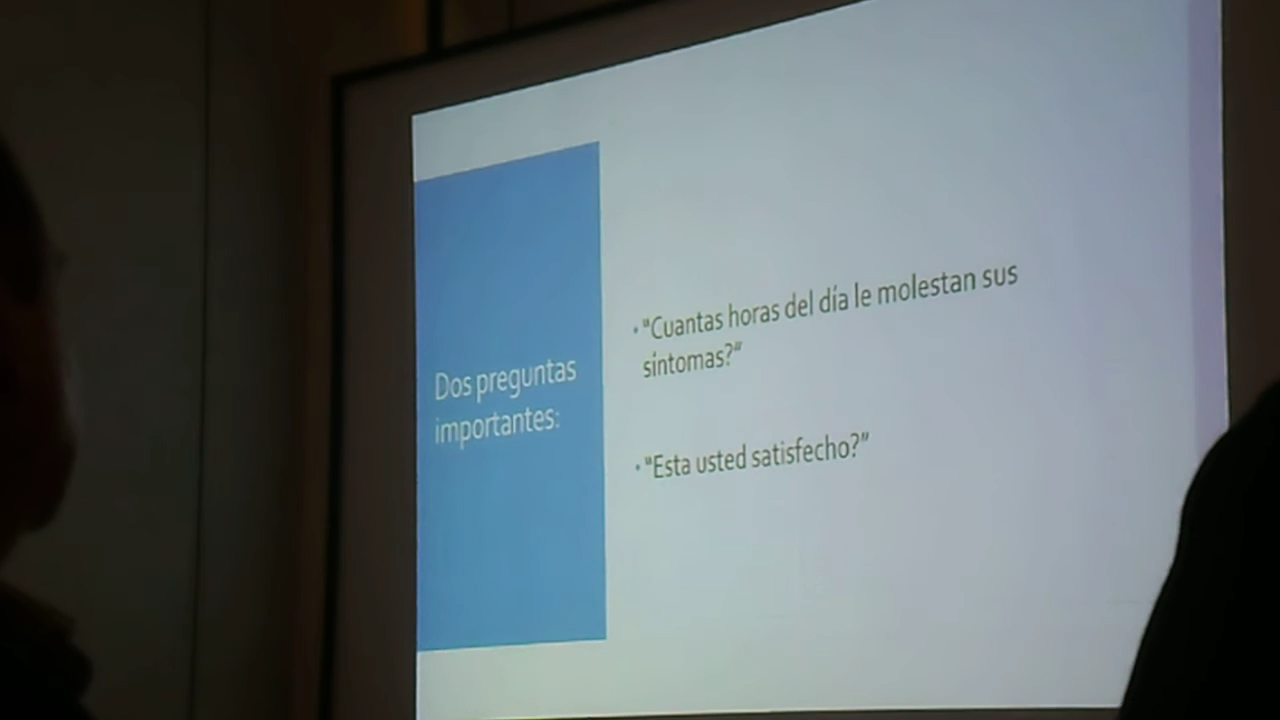 Dos preguntas
importantes:
• "Cuantas horas del día le molestan sus
síntomas?"
• "Esta usted satisfecho?"